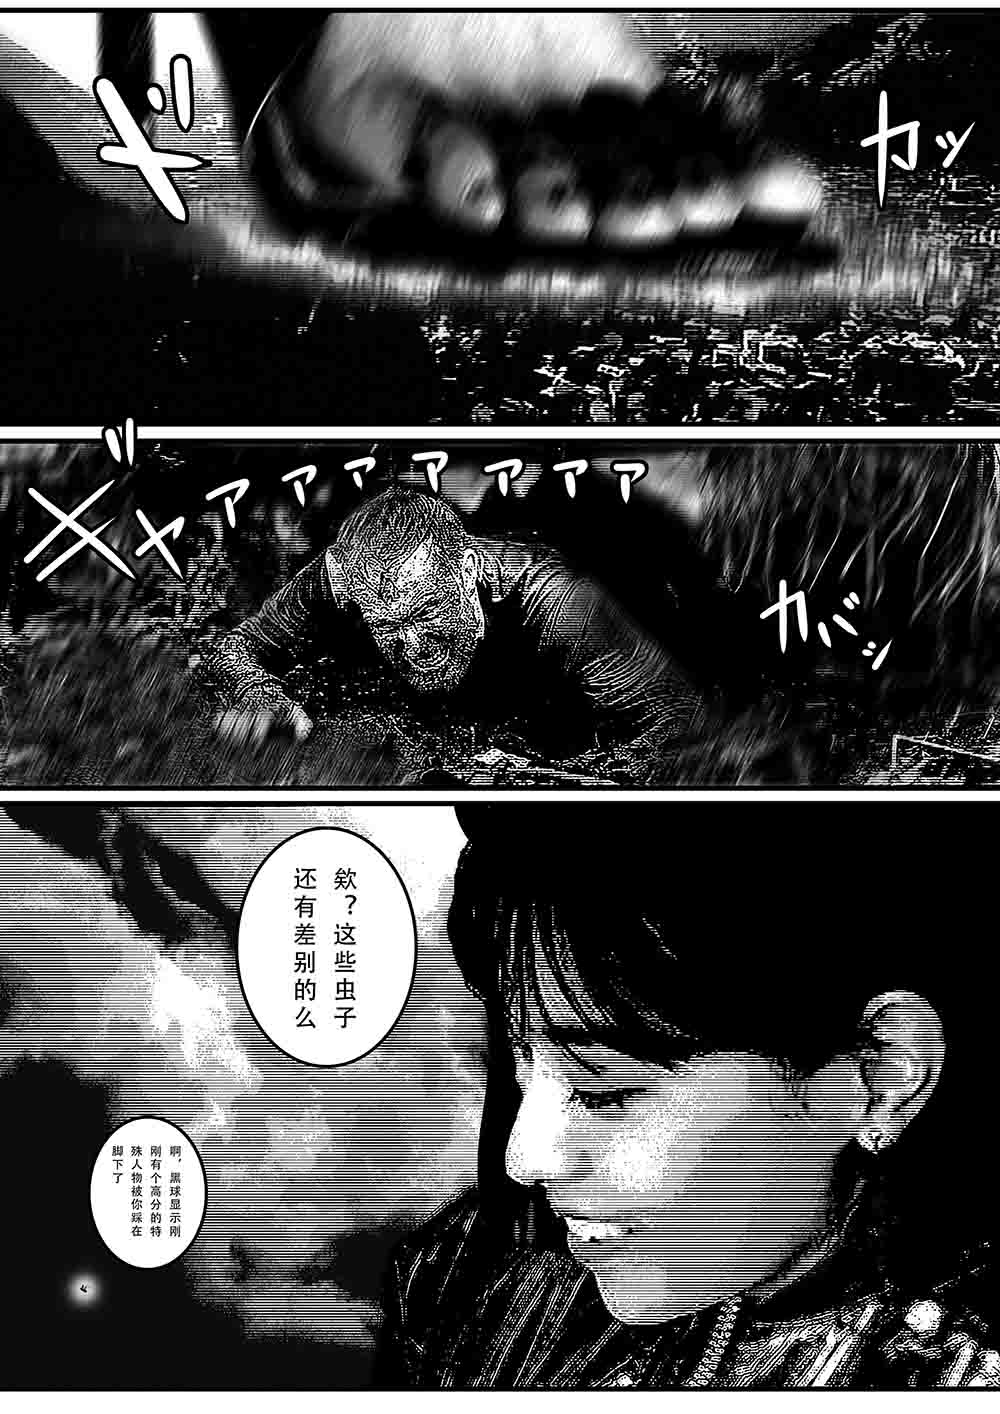 ズン
カッ
ギャアアアアアアア
ガバッ
欸？这些虫子
还有差别的么
啊，黑球显示刚
刚有个高分的特
殊人物被你踩在
脚下了